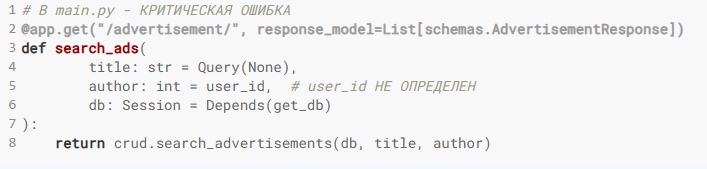 1 # В main.py - КРИТИЧЕСКАЯ ОШИБКА
2 @app.get("/advertisement/", response_model=List[schemas.AdvertisementResponse])
3 def search_ads(
4         title: str = Query(None),
5         author: int = user_id,  # user_id НЕ ОПРЕДЕЛЕН
6         db: Session = Depends(get_db)
7 ):
8     return crud.search_advertisements(db, title, author)